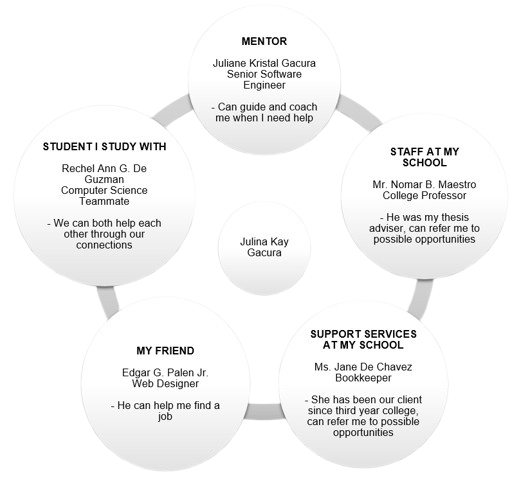 MENTOR
Juliane Kristal Gacura
Senior Software
Engineer
- Can guide and coach
me when I need help
STUDENT I STUDY WITH
Rechel Ann G. De
Guzman
Computer Science
Teammate
- We can both help each
other through our
connections
STAFF AT MY
SCHOOL
Mr. Nomar B. Maestro
College Professor
- He was my thesis
adviser, can refer me to
possible opportunities
Julina Kay
Gacura
MY FRIEND
Edgar G. Palen Jr.
Web Designer
- He can help me find a
job
SUPPORT SERVICES
AT MY SCHOOL
Ms. Jane De Chavez
Bookkeeper
- She has been our client
since third year college,
can refer me to possible
opportunities